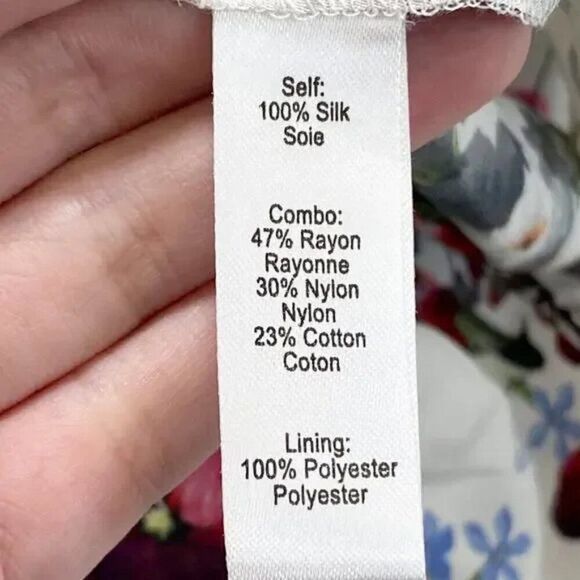 Self:
100% Silk
Soie
Combo:
47% Rayon
Rayonne
30% Nylon
Nylon
23% Cotton
Coton
Lining:
100% Polyester
Polyester